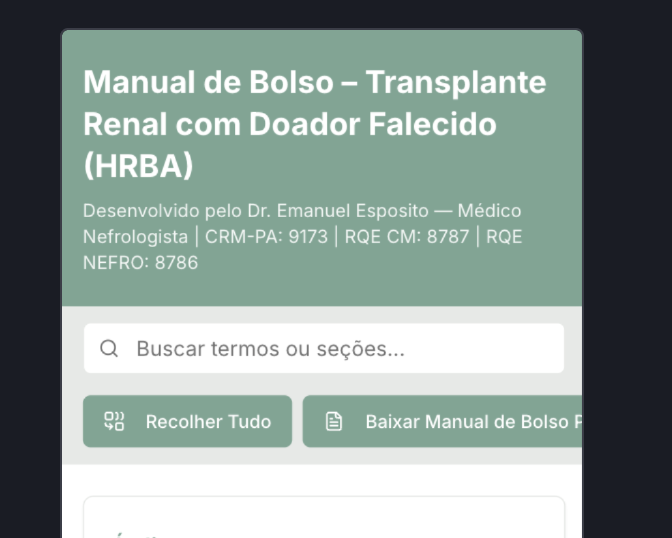 Manual de Bolso – Transplante
Renal com Doador Falecido
(HRBA)
Desenvolvido pelo Dr. Emanuel Esposito — Médico
Nefrologista | CRM-PA: 9173 | RQE CM: 8787 | RQE
NEFRO: 8786
Buscar termos ou seções...
Recolher Tudo
Baixar Manual de Bolso